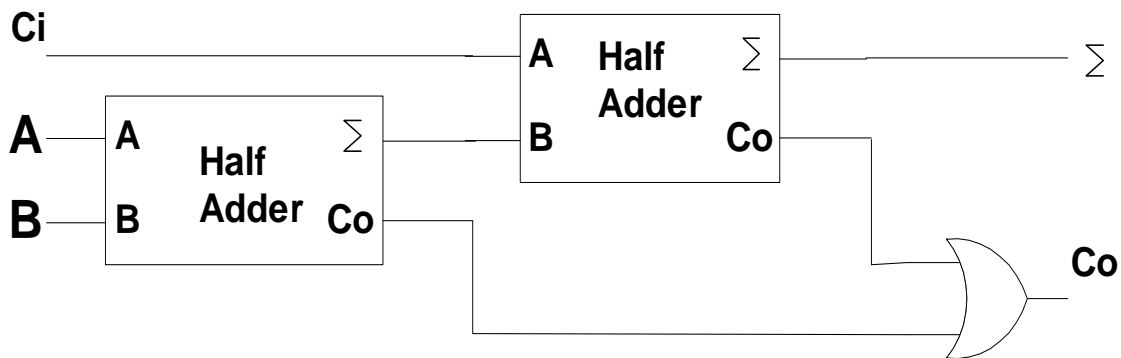 Ci
A Half Adder Σ
B Co
Σ
A
A Half Adder Σ
B
B Co
Co